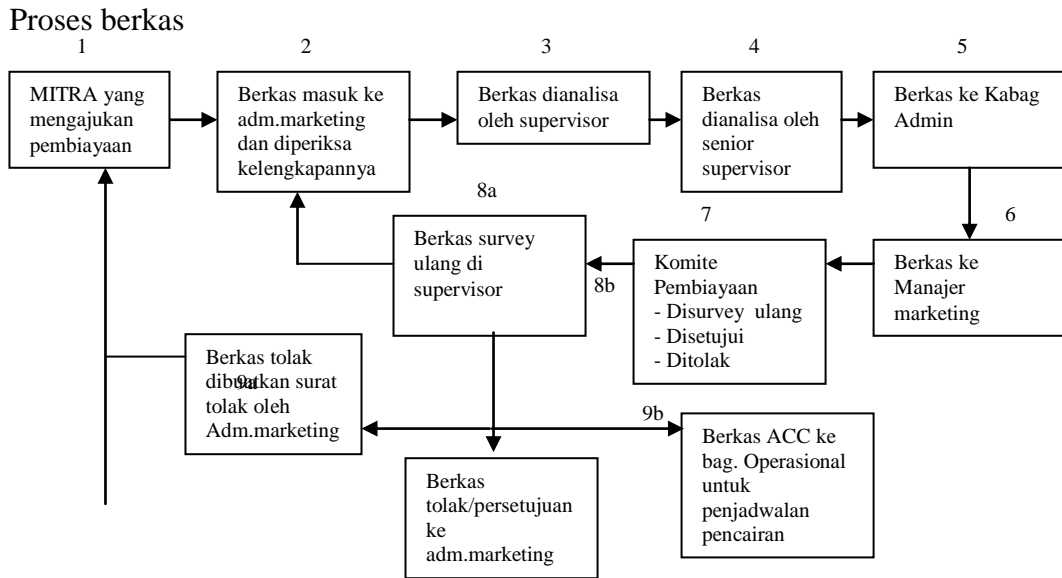 Proses berkas
1
2
3
4
5
MITRA yang
mengajukan
pembiayaan
Berkas masuk ke
adm.marketing
dan diperiksa
kelengkapannya
Berkas dianalisa
oleh supervisor
Berkas
dianalisa oleh
senior
supervisor
Berkas ke Kabag
Admin
8a
7
6
Berkas survey
ulang di
supervisor
8b
Komite
Pembiayaan
- Disurvey ulang
- Disetujui
- Ditolak
Berkas ke
Manajer
marketing
Berkas tolak
dibuatkan surat
tolak oleh
Adm.marketing
9a
9b
Berkas
tolak/persetujuan
ke
adm.marketing
Berkas ACC ke
bag. Operasional
untuk
penjadwalan
pencairan